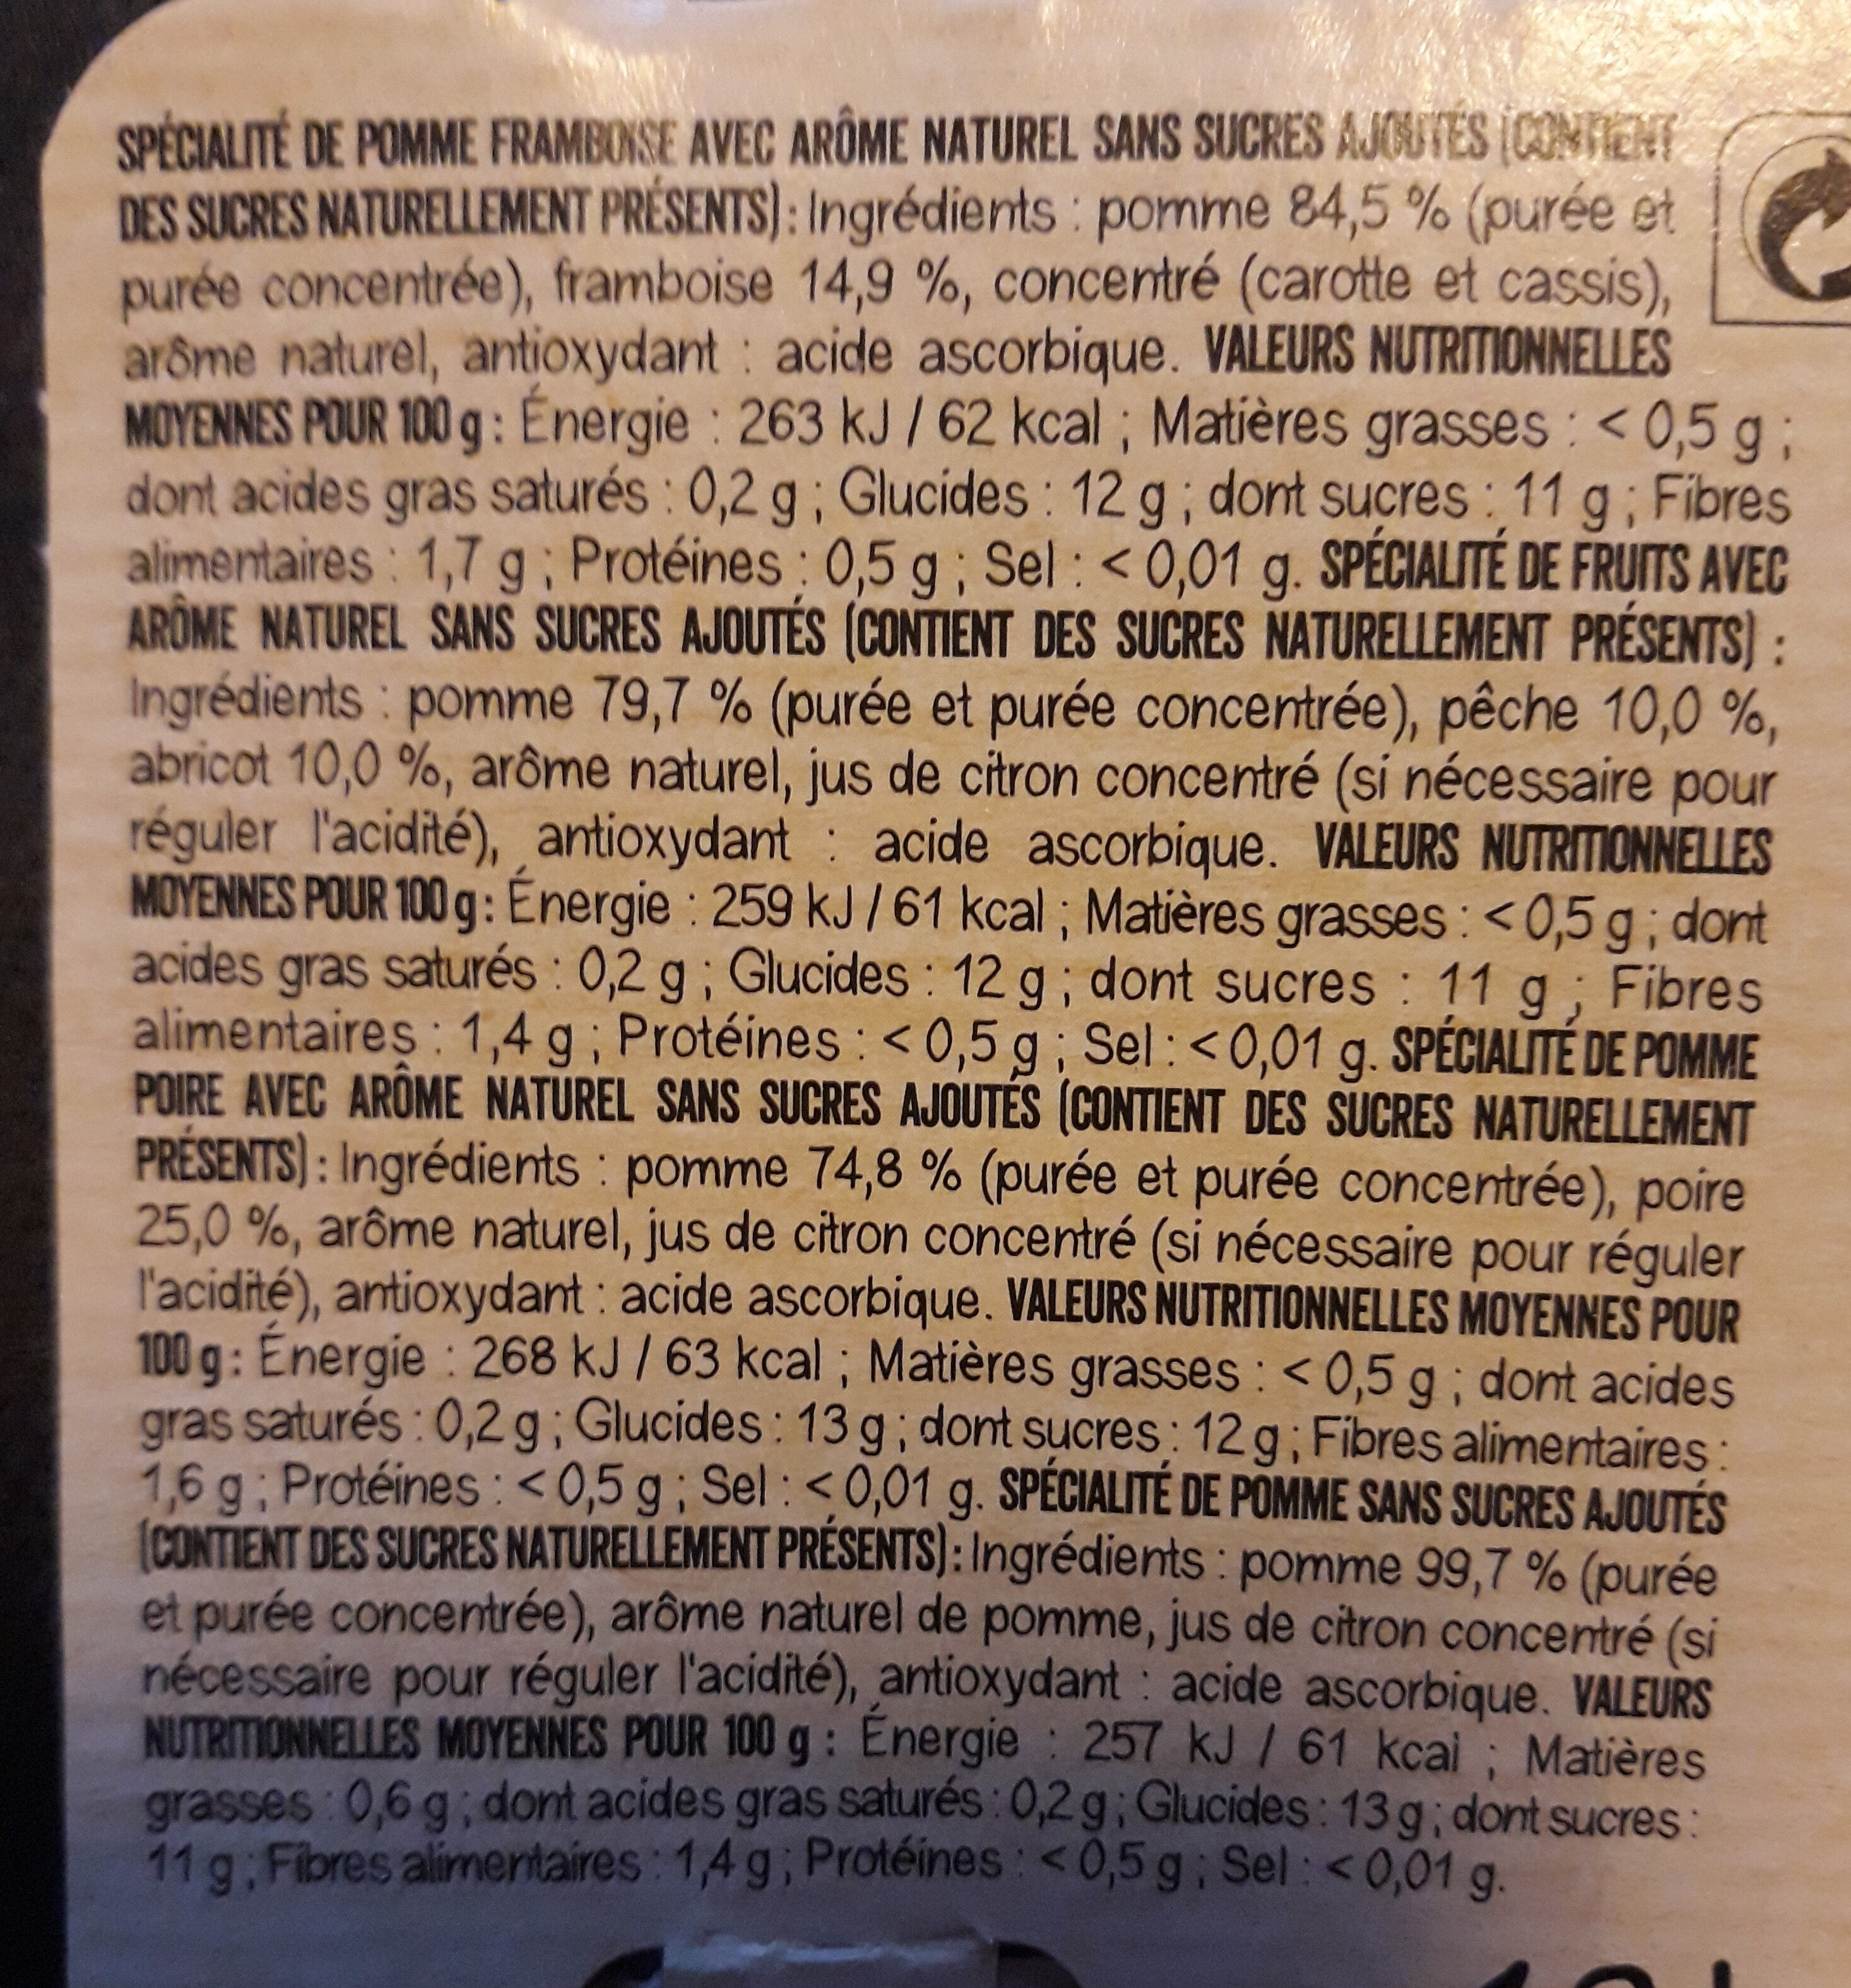 SPÉCIALITÉ DE POMME FRAMBOISE AVEC ARÔME NATUREL SANS SUCRES AJOUTÉS (CONTIENT
DES SUCRES NATURELLEMENT PRÉSENTS) : Ingrédients : pomme 84,5 % (purée et
purée concentrée), framboise 14,9 %, concentré (carotte et cassis),
arôme naturel, antioxydant : acide ascorbique. VALEURS NUTRITIONNELLES
MOYENNES POUR 100 g : Énergie : 263 kJ / 62 kcal ; Matières grasses : < 0,5 g ;
dont acides gras saturés : 0,2 g ; Glucides : 12 g ; dont sucres : 11 g ; Fibres
alimentaires : 1,7 g ; Protéines : 0,5 g ; Sel : < 0,01 g. SPÉCIALITÉ DE FRUITS AVEC
ARÔME NATUREL SANS SUCRES AJOUTÉS (CONTIENT DES SUCRES NATURELLEMENT PRÉSENTS) :
Ingrédients : pomme 79,7 % (purée et purée concentrée), pêche 10,0 %,
abricot 10,0 %, arôme naturel, jus de citron concentré (si nécessaire pour
réguler l'acidité), antioxydant : acide ascorbique. VALEURS NUTRITIONNELLES
MOYENNES POUR 100 g : Énergie : 259 kJ / 61 kcal ; Matières grasses : < 0,5 g ; dont
acides gras saturés : 0,2 g ; Glucides : 12 g ; dont sucres : 11 g ; Fibres
alimentaires : 1,4 g ; Protéines : < 0,5 g ; Sel : < 0,01 g. SPÉCIALITÉ DE POMME
POIRE AVEC ARÔME NATUREL SANS SUCRES AJOUTÉS (CONTIENT DES SUCRES NATURELLEMENT
PRÉSENTS) : Ingrédients : pomme 74,8 % (purée et purée concentrée), poire
25,0 %, arôme naturel, jus de citron concentré (si nécessaire pour réguler
l'acidité), antioxydant : acide ascorbique. VALEURS NUTRITIONNELLES MOYENNES POUR
100 g : Énergie : 268 kJ / 63 kcal ; Matières grasses : < 0,5 g ; dont acides
gras saturés : 0,2 g ; Glucides : 13 g ; dont sucres : 12 g ; Fibres alimentaires :
1,6 g ; Protéines : < 0,5 g ; Sel : < 0,01 g. SPÉCIALITÉ DE POMME SANS SUCRES AJOUTÉS
(CONTIENT DES SUCRES NATURELLEMENT PRÉSENTS) : Ingrédients : pomme 99,7 % (purée
et purée concentrée), arôme naturel de pomme, jus de citron concentré (si
nécessaire pour réguler l'acidité), antioxydant : acide ascorbique. VALEURS
NUTRITIONNELLES MOYENNES POUR 100 g : Énergie : 257 kJ / 61 kcal ; Matières
grasses : 0,6 g ; dont acides gras saturés : 0,2 g ; Glucides : 13 g ; dont sucres :
11 g ; Fibres alimentaires : 1,4 g ; Protéines : < 0,5 g ; Sel : < 0,01 g.